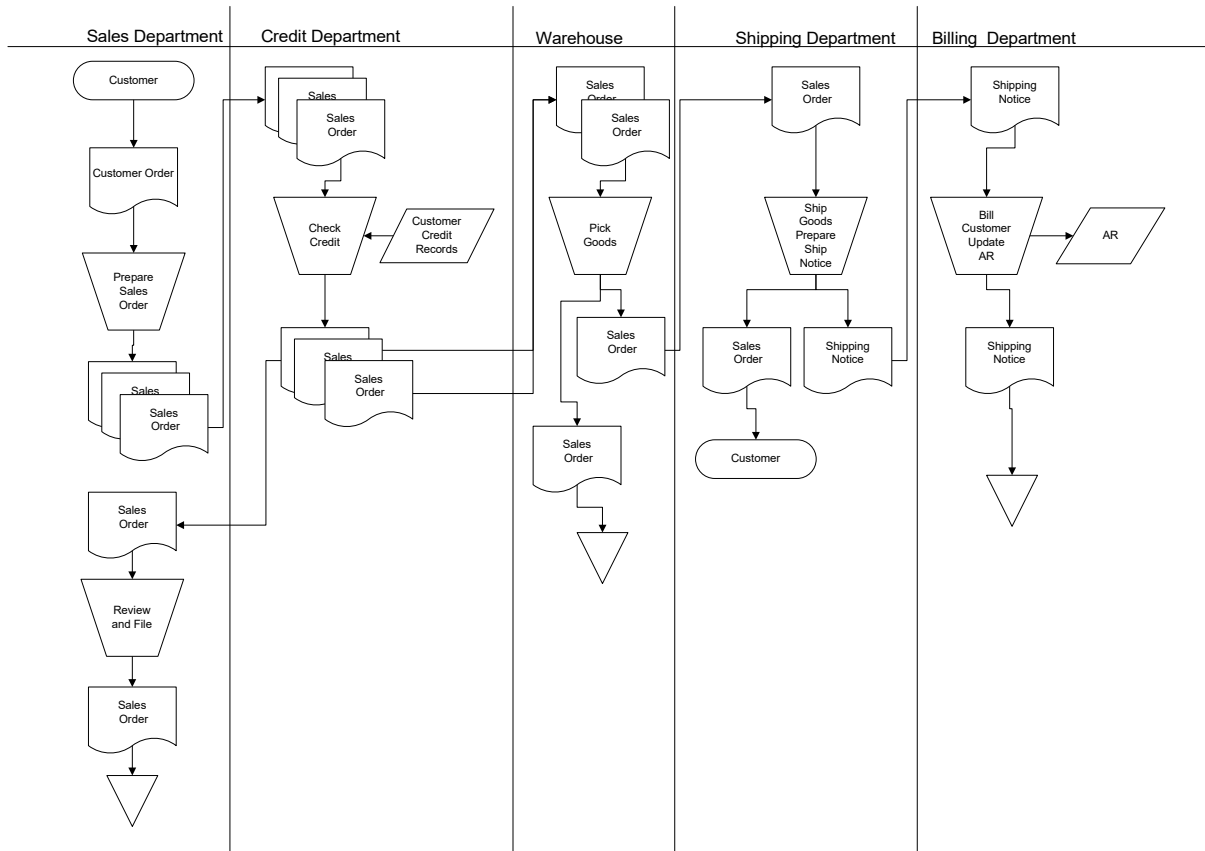 Sales Department
Credit Department
Warehouse
Shipping Department
Billing Department
Customer
Customer Order
Prepare
Sales
Order
Sales
Sales
Order
Sales
Order
Review
and File
Sales
Order
Sales
Sales
Order
Check
Credit
Customer
Credit
Records
Sales
Sales
Order
Sales
Order
Sales
Order
Pick
Goods
Sales
Order
Sales
Order
Sales
Order
Ship
Goods
Prepare
Ship
Notice
Sales
Order
Shipping
Notice
Customer
Shipping
Notice
Bill
Customer
Update
AR
AR
Shipping
Notice